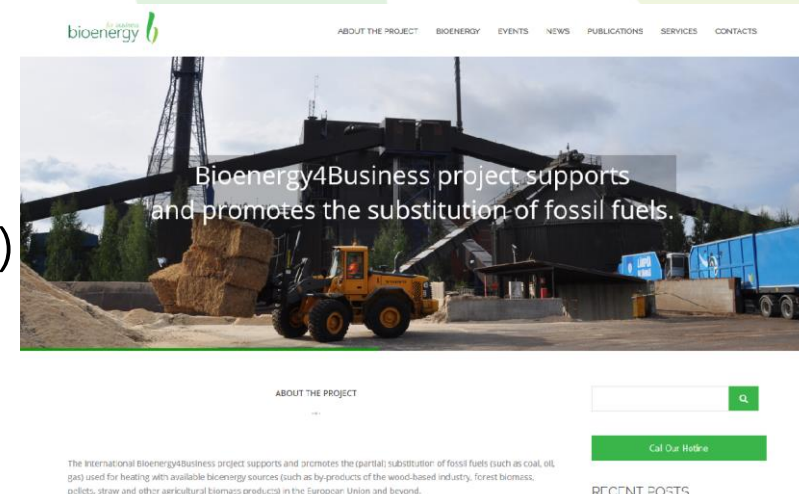 for business
bioenergy
ABOUT THE PROJECT BIOENERGY EVENTS NEWS PUBLICATIONS SERVICES CONTACTS
Bioenergy4Business project supports
and promotes the substitution of fossil fuels.
)
ABOUT THE PROJECT
Call Our Hotline
The international Bioenergy4Business project supports and promotes the (partial) substitution of fossil fuels (such as coal, oil,
gas) used for heating with available bioenergy sources (such as by-products of the wood-based industry, forest biomass,
pellets, straw and other agricultural biomass products) in the European Union and beyond.
RECENT POSTS